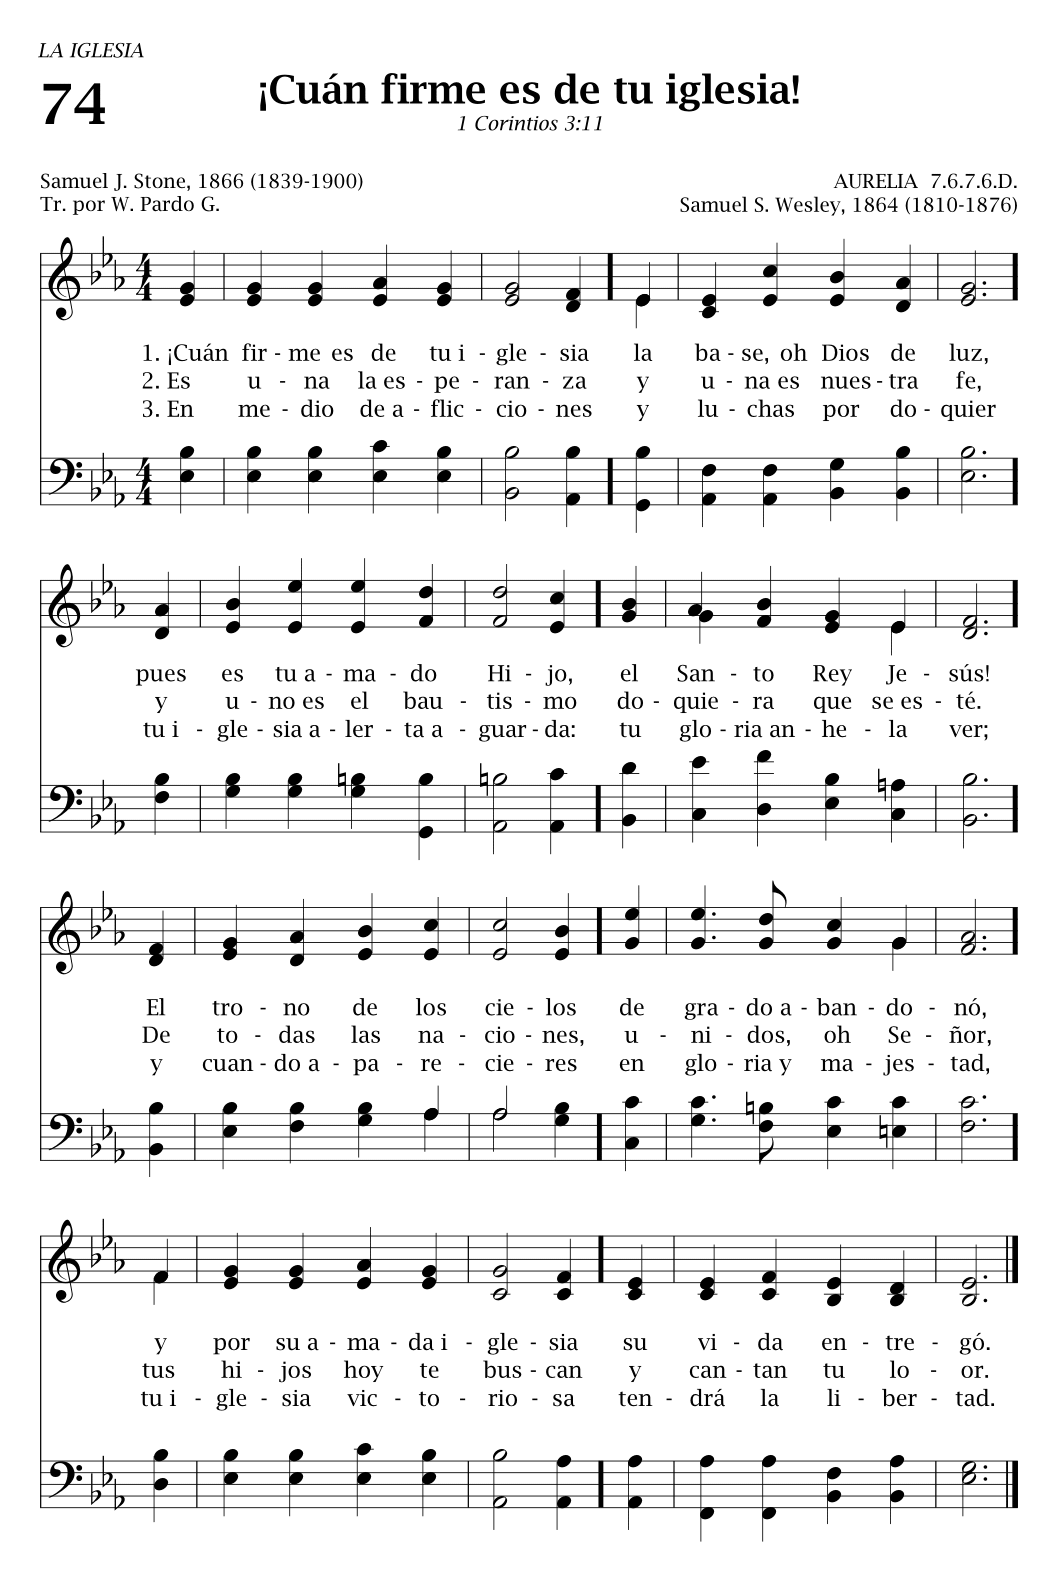 LA IGLESIA
74
¡Cuán firme es de tu iglesia!
1 Corintios 3:11
Samuel J. Stone, 1866 (1839-1900)
AURELIA 7.6.7.6.D.
Tr. por W. Pardo G.
Samuel S. Wesley, 1864 (1810-1876)
1. ¡Cuán fir - me es de tu i - gle - sia la ba - se, oh Dios de luz,
2. Es u - na la es - pe - ran - za y u - na es nues - tra fe,
3. En me - dio de a - flic - cio - nes y lu - chas por do - quier
pues es tu a - ma - do Hi - jo, el San - to Rey Je - sús!
y u - no es el bau - tis - mo do - quie - ra que se es - té.
tu i - gle - sia a - ler - ta a - guar - da: tu glo - ria an - he - la ver;
El tro - no de los cie - los de gra - do a - ban - do - nó,
De to - das las na - cio - nes, u - ni - dos, oh Se - ñor,
y cuan - do a - pa - re - cie - res en glo - ria y ma - jes - tad,
y por su a - ma - da i - gle - sia su vi - da en - tre - gó.
tus hi - jos hoy te bus - can y can - tan tu lo - or.
tu i - gle - sia vic - to - rio - sa ten - drá la li - ber - tad.